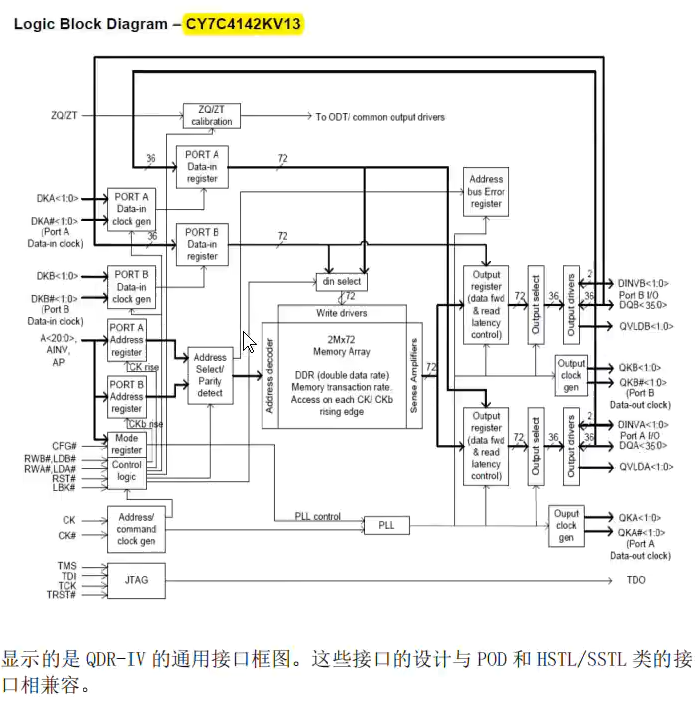 Logic Block Diagram – CY7C4142KV13
ZQ/ZT
ZQ/ZT
calibration
To ODT/ common output drivers
36
PORT A
Data-in
register
72
Address
bus Error
register
DKA<1:0>
DKA#<1:0>
(Port A
Data-in clock)
PORT A
Data-in
clock gen
36
PORT B
Data-in
register
72
DKB<1:0>
DKB#<1:0>
(Port B
Data-in clock)
PORT B
Data-in
clock gen
din select
72
Write drivers
Output
register
(data fwd
& read
latency
control)
72
Output select
36
Output drivers
2
36
DINVB<1:0>
Port B I/O
DQB<35:0>
QVLDB<1:0>
A<20:0>,
AINV,
AP
PORT A
Address
register
CK rise
PORT B
Address
register
CKb rise
Address
Select/
Parity
detect
Address decoder
2Mx72
Memory Array
DDR (double data rate)
Memory transaction rate.
Access on each CK/ CKb
rising edge
Sense Amplifiers
72
Output
clock
gen
QKB<1:0>
QKB#<1:0>
(Port B
Data-out clock)
Output
register
(data fwd
& read
latency
control)
72
Output select
36
Output drivers
2
36
DINVA<1:0>
Port A I/O
DQA<35:0>
QVLDA<1:0>
CFG#
RWB#,LDB#
RWA#,LDA#
RST#
LBK#
Mode
register
Control
logic
CK
CK#
Address/
command
clock gen
PLL control
PLL
Ouput
clock
gen
QKA<1:0>
QKA#<1:0>
(Port A
Data-out clock)
TMS
TDI
TCK
TRST#
JTAG
TDO
显示的是 QDR-IV 的通用接口框图。这些接口的设计与 POD 和 HSTL/SSTL 类的接
口相兼容。